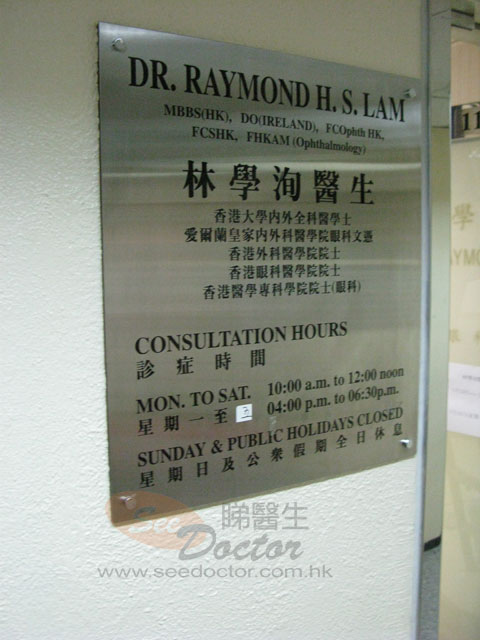 DR. RAYMOND H. S. LAM
MBBS(HK), DO(IRELAND), FCOphth HK,
FCSHK, FHKAM (Ophthalmology)
林學洵醫生
香港大學內外全科醫學士
愛爾蘭皇家內外科醫學院眼科文憑
香港外科醫學院院士
香港眼科醫學院院士
香港醫學專科學院院士(眼科)
CONSULTATION HOURS
診症時間
MON. TO SAT. 10:00 a.m. to 12:00 noon
星期一至五 04:00 p.m. to 06:30p.m.
SUNDAY & PUBLIC HOLIDAYS CLOSED
星期日及公眾假期全日休息
11
學
YM
See 睇醫生
Doctor
www.seedoctor.com.hk